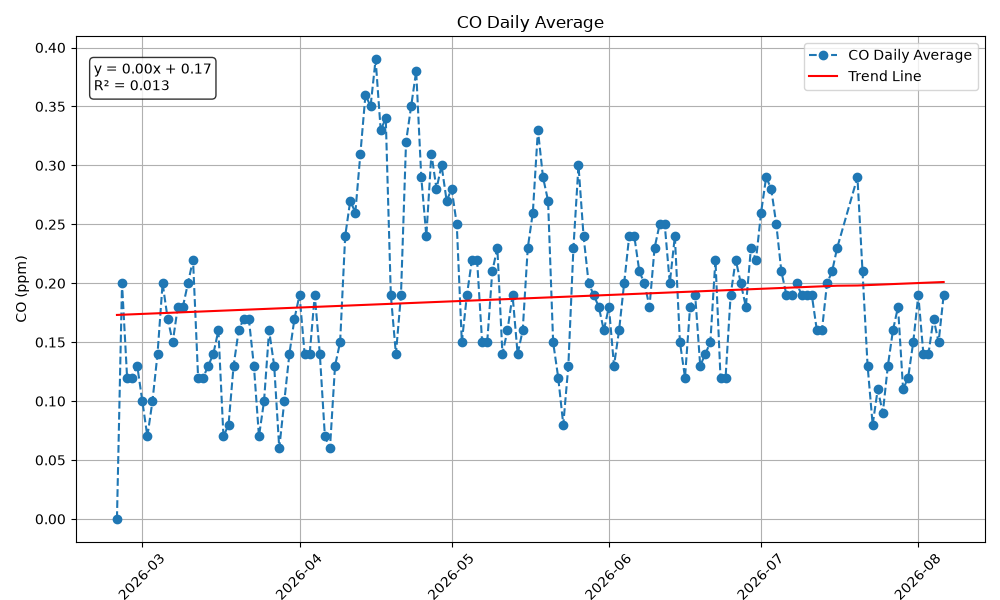 CO Daily Average
y = 0.00x + 0.17
R² = 0.013
CO Daily Average
Trend Line
CO (ppm)
0.40
0.35
0.30
0.25
0.20
0.15
0.10
0.05
0.00
2026-03
2026-04
2026-05
2026-06
2026-07
2026-08